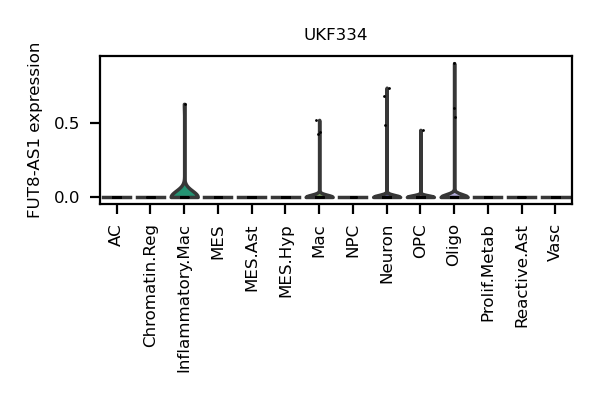 UKF334
FUT8-AS1 expression
0.5
0.0
AC
Chromatin.Reg
Inflammatory.Mac
MES
MES.Ast
MES.Hyp
Mac
NPC
Neuron
OPC
Oligo
Prolif.Metab
Reactive.Ast
Vasc